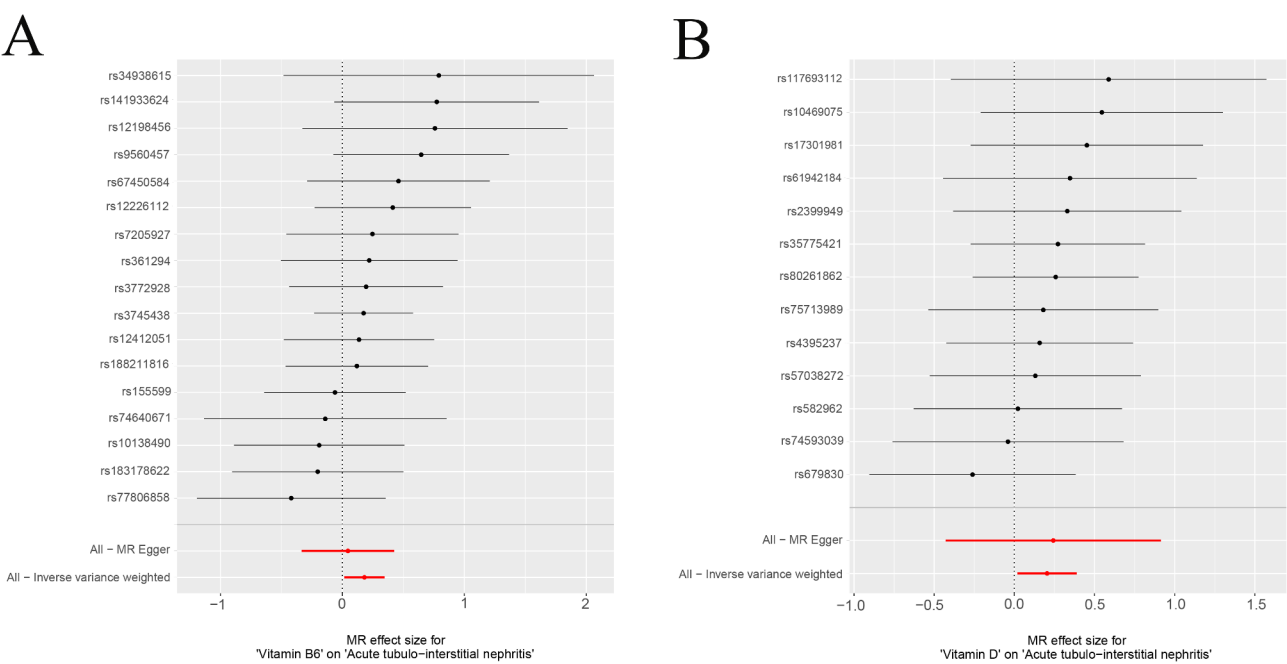 A
rs34938615
rs141933624
rs12198456
rs9560457
rs67450584
rs12226112
rs7205927
rs361294
rs3772928
rs3745438
rs12412051
rs188211816
rs155599
rs74640671
rs10138490
rs183178622
rs77806858
All − MR Egger
All − Inverse variance weighted
−1 0 1 2
MR effect size for
'Vitamin B6' on 'Acute tubulo−interstitial nephritis'
B
rs117693112
rs10469075
rs17301981
rs61942184
rs2399949
rs35775421
rs80261862
rs75713989
rs4395237
rs57038272
rs582962
rs74593039
rs679830
All − MR Egger
All − Inverse variance weighted
−1.0 −0.5 0.0 0.5 1.0 1.5
MR effect size for
'Vitamin D' on 'Acute tubulo−interstitial nephritis'